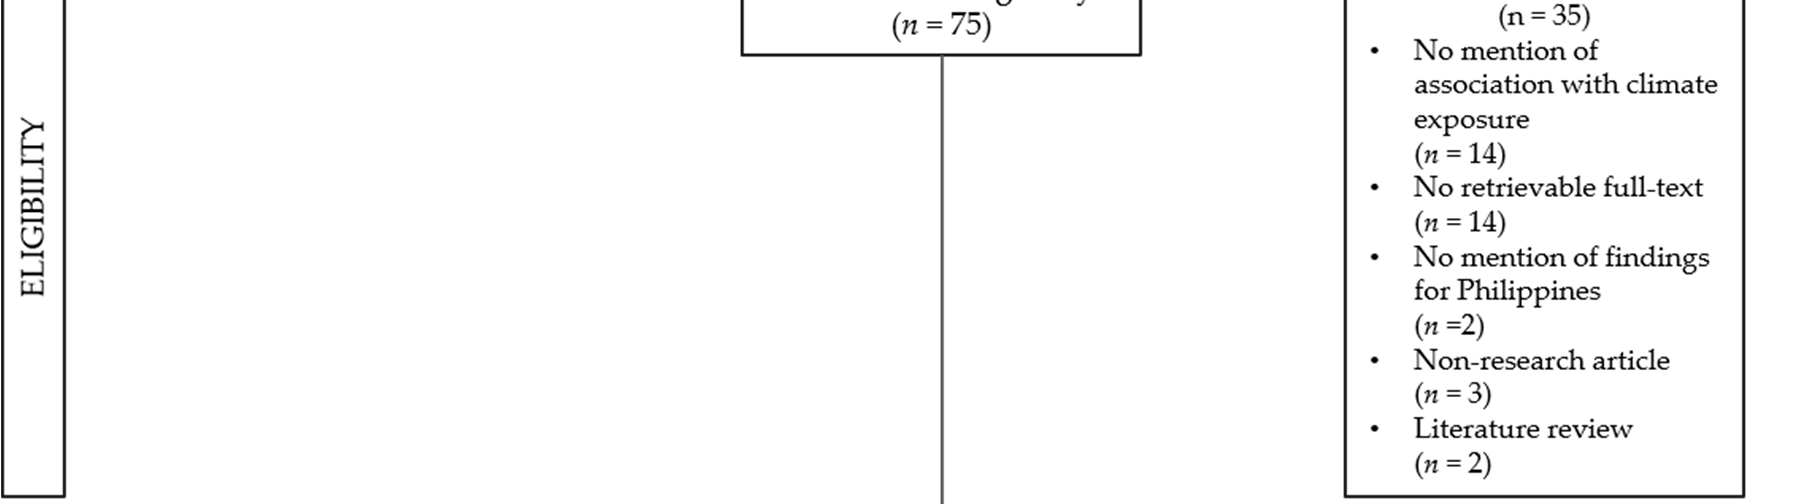 ELIGIBILITY
(n = 75)
(n = 35)
• No mention of
association with climate
exposure
(n = 14)
• No retrievable full-text
(n = 14)
• No mention of findings
for Philippines
(n =2)
• Non-research article
(n = 3)
• Literature review
(n = 2)